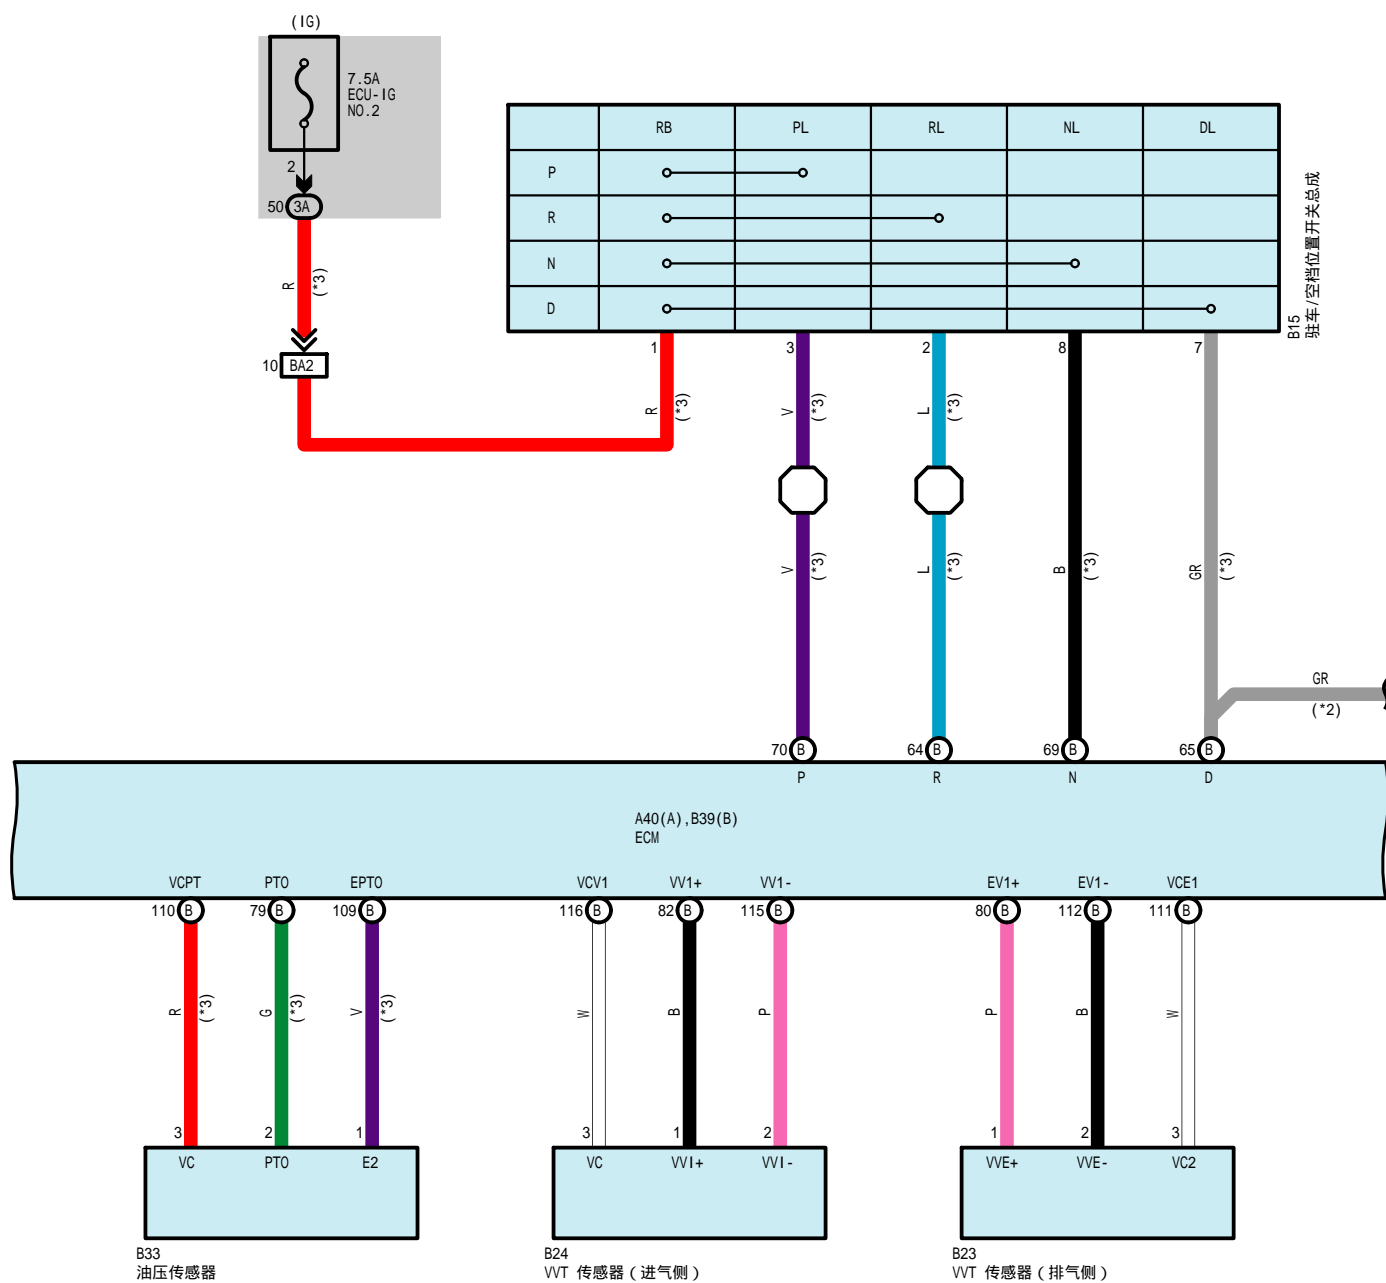 (IG)
7.5A
ECU-IG
NO.2
2
50 3A
R (*3)
10 BA2
RB PL RL NL DL
P
R
N
D
B15
驻车/空档位置开关总成
1 3 2 8 7
R (*3) V (*3) L (*3)
V (*3) L (*3) B (*3) GR (*3)
GR
(*2)
70 B 64 B 69 B 65 B
P R N D
A40(A),B39(B)
ECM
VCPT PTO EPTO VCV1 VV1+ VV1- EV1+ EV1- VCE1
110 B 79 B 109 B 116 B 82 B 115 B 80 B 112 B 111 B
R (*3) G (*3) V (*3) W B P P B W
3 2 1 3 1 2 1 2 3
VC PTO E2 VC VVI+ VVI- VVE+ VVE- VC2
B33
油压传感器
B24
VVT 传感器(进气侧)
B23
VVT 传感器(排气侧)